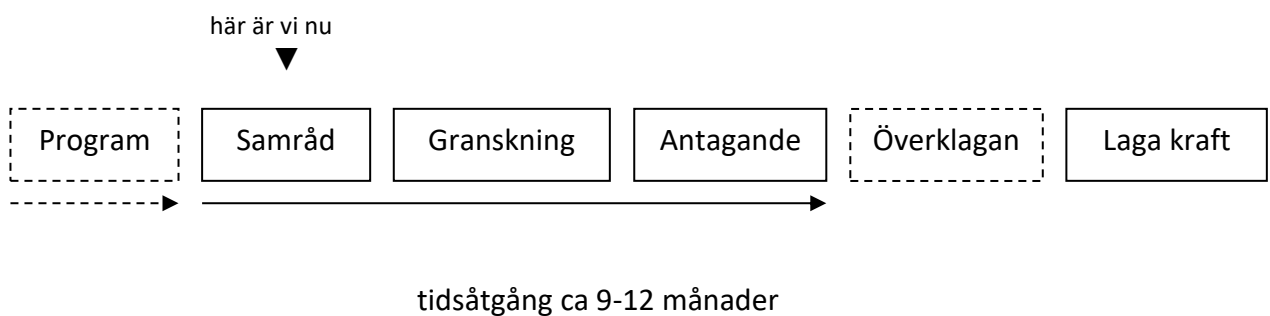 här är vi nu
Program Samråd Granskning Antagande Överklagan Laga kraft
tidsåtgång ca 9-12 månader